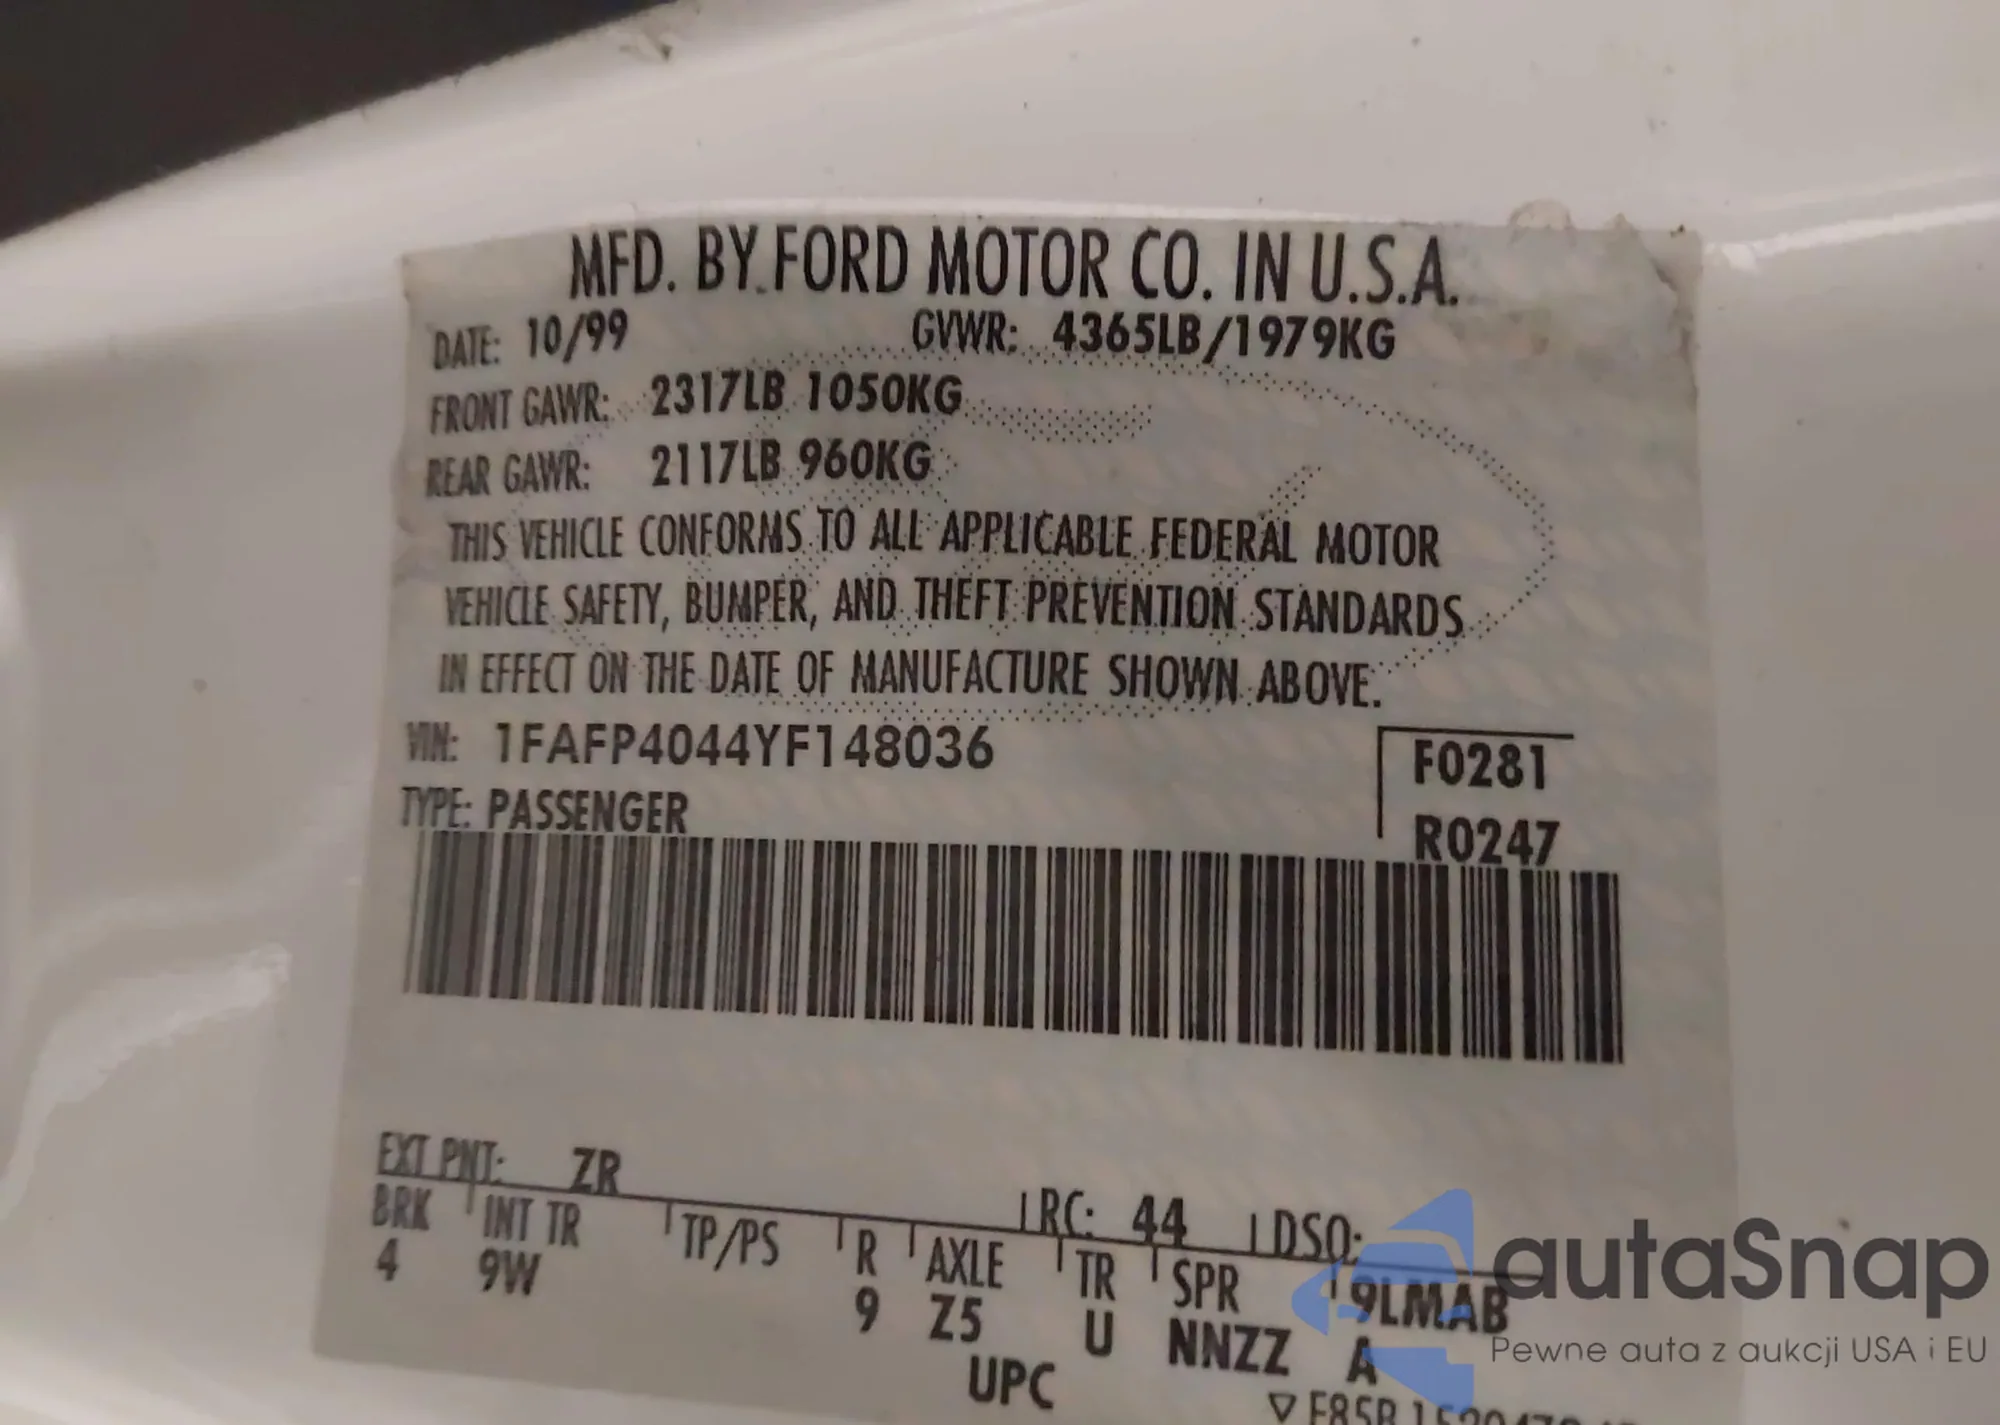 MFD. BY FORD MOTOR CO. IN U.S.A.
DATE: 10/99 GVWR: 4365LB/1979KG
FRONT GAWR: 2317LB 1050KG
REAR GAWR: 2117LB 960KG
THIS VEHICLE CONFORMS TO ALL APPLICABLE FEDERAL MOTOR
VEHICLE SAFETY, BUMPER, AND THEFT PREVENTION STANDARDS
IN EFFECT ON THE DATE OF MANUFACTURE SHOWN ABOVE.
VIN: 1FAFP4044YF148036 F0281
TYPE: PASSENGER R0247
EXT PNT: ZR RC: 44 DSO:
BRK INT TR TP/PS R AXLE TR SPR 9LMAB
4 9W 9 Z5 U NNZZ A
UPC
autaSnap
Pewne auta z aukcji USA i EU